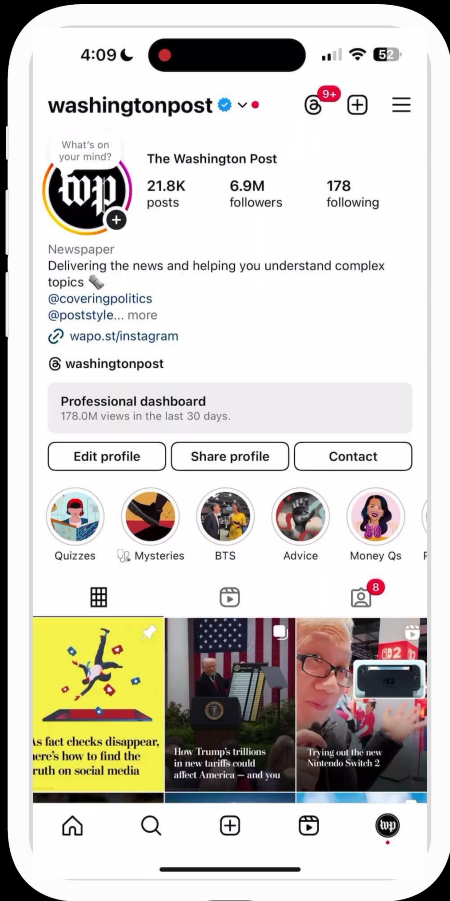 4:09
52
washingtonpost
9+
What's on
your mind?
wp
The Washington Post
21.8K
6.9M
178
posts
followers
following
Newspaper
Delivering the news and helping you understand complex
topics
@coveringpolitics
@poststyle... more
wapo.st/instagram
washingtonpost
Professional dashboard
178.0M views in the last 30 days.
Edit profile
Share profile
Contact
Quizzes
Mysteries
BTS
Advice
Money Qs
8
As fact checks disappear,
here's how to find the
truth on social media
How Trump's trillions
in new tariffs could
affect America — and you
Trying out the new
Nintendo Switch 2
wp